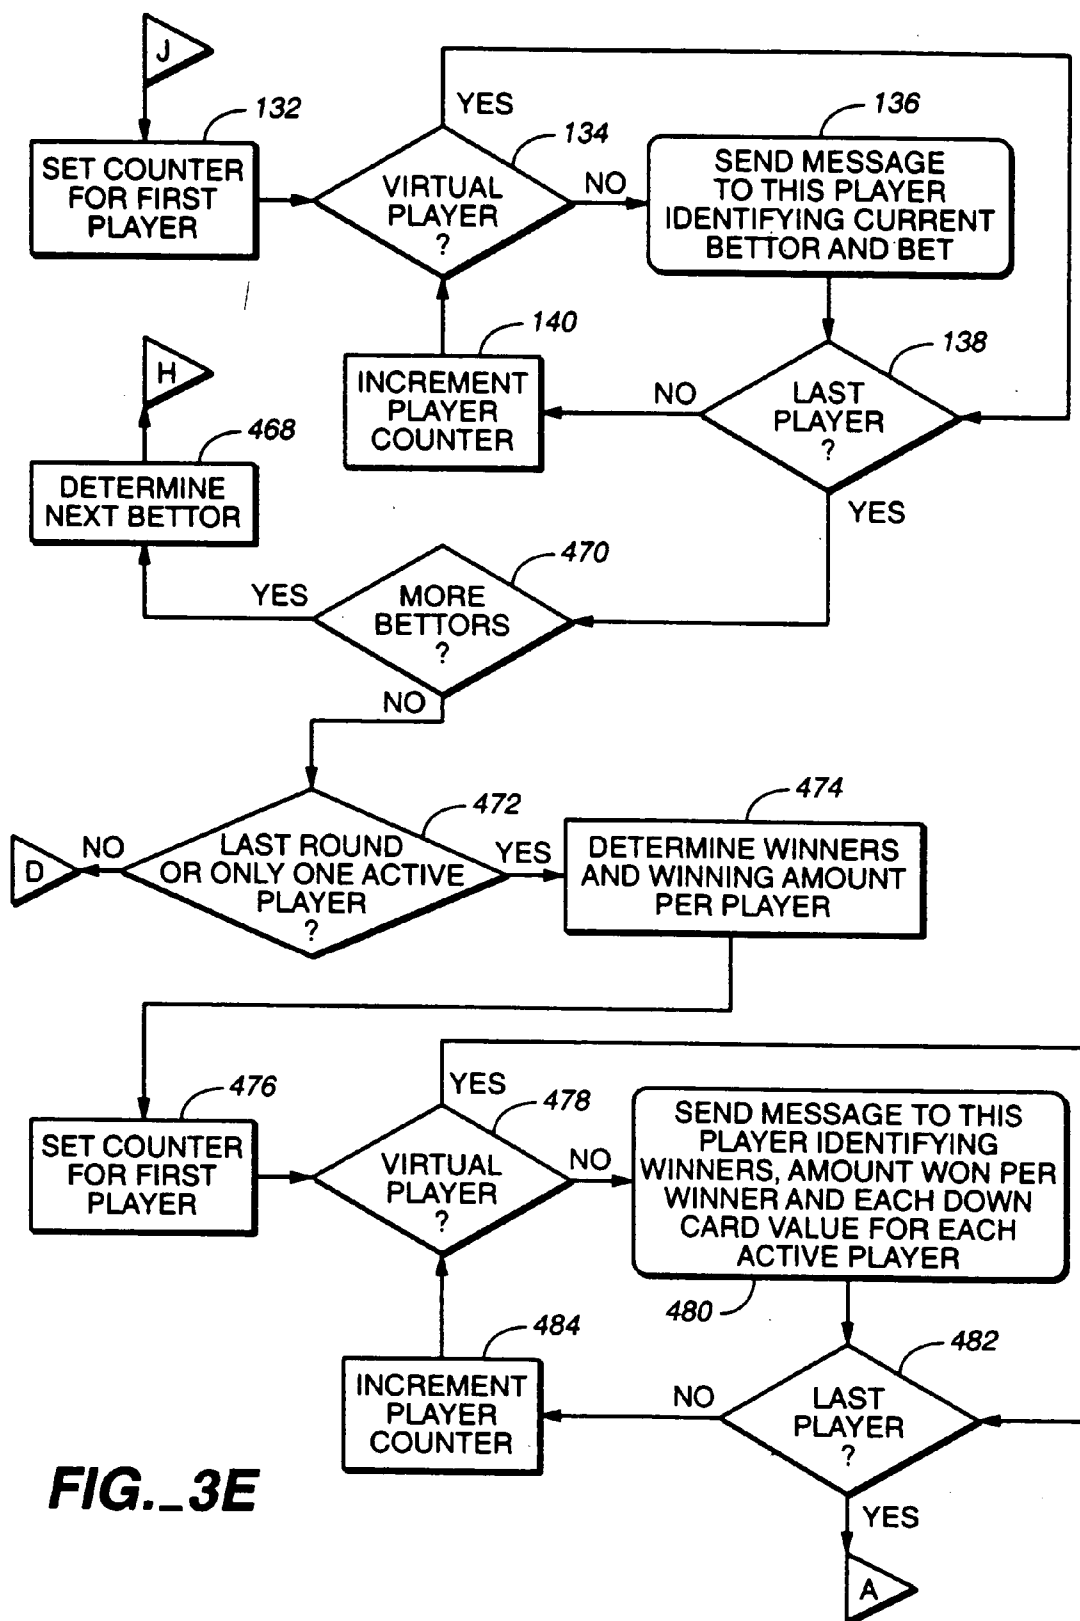 J
132
SET COUNTER
FOR FIRST
PLAYER
YES
134
VIRTUAL
PLAYER
?
NO
136
SEND MESSAGE
TO THIS PLAYER
IDENTIFYING CURRENT
BETTOR AND BET
140
INCREMENT
PLAYER
COUNTER
NO
138
LAST
PLAYER
?
YES
H
468
DETERMINE
NEXT BETTOR
YES
470
MORE
BETTORS
?
NO
D
NO
472
LAST ROUND
OR ONLY ONE ACTIVE
PLAYER
?
YES
474
DETERMINE WINNERS
AND WINNING AMOUNT
PER PLAYER
476
SET COUNTER
FOR FIRST
PLAYER
YES
478
VIRTUAL
PLAYER
?
NO
SEND MESSAGE TO THIS
PLAYER IDENTIFYING
WINNERS, AMOUNT WON PER
WINNER AND EACH DOWN
CARD VALUE FOR EACH
ACTIVE PLAYER
480
484
INCREMENT
PLAYER
COUNTER
NO
482
LAST
PLAYER
?
YES
A
FIG._3E